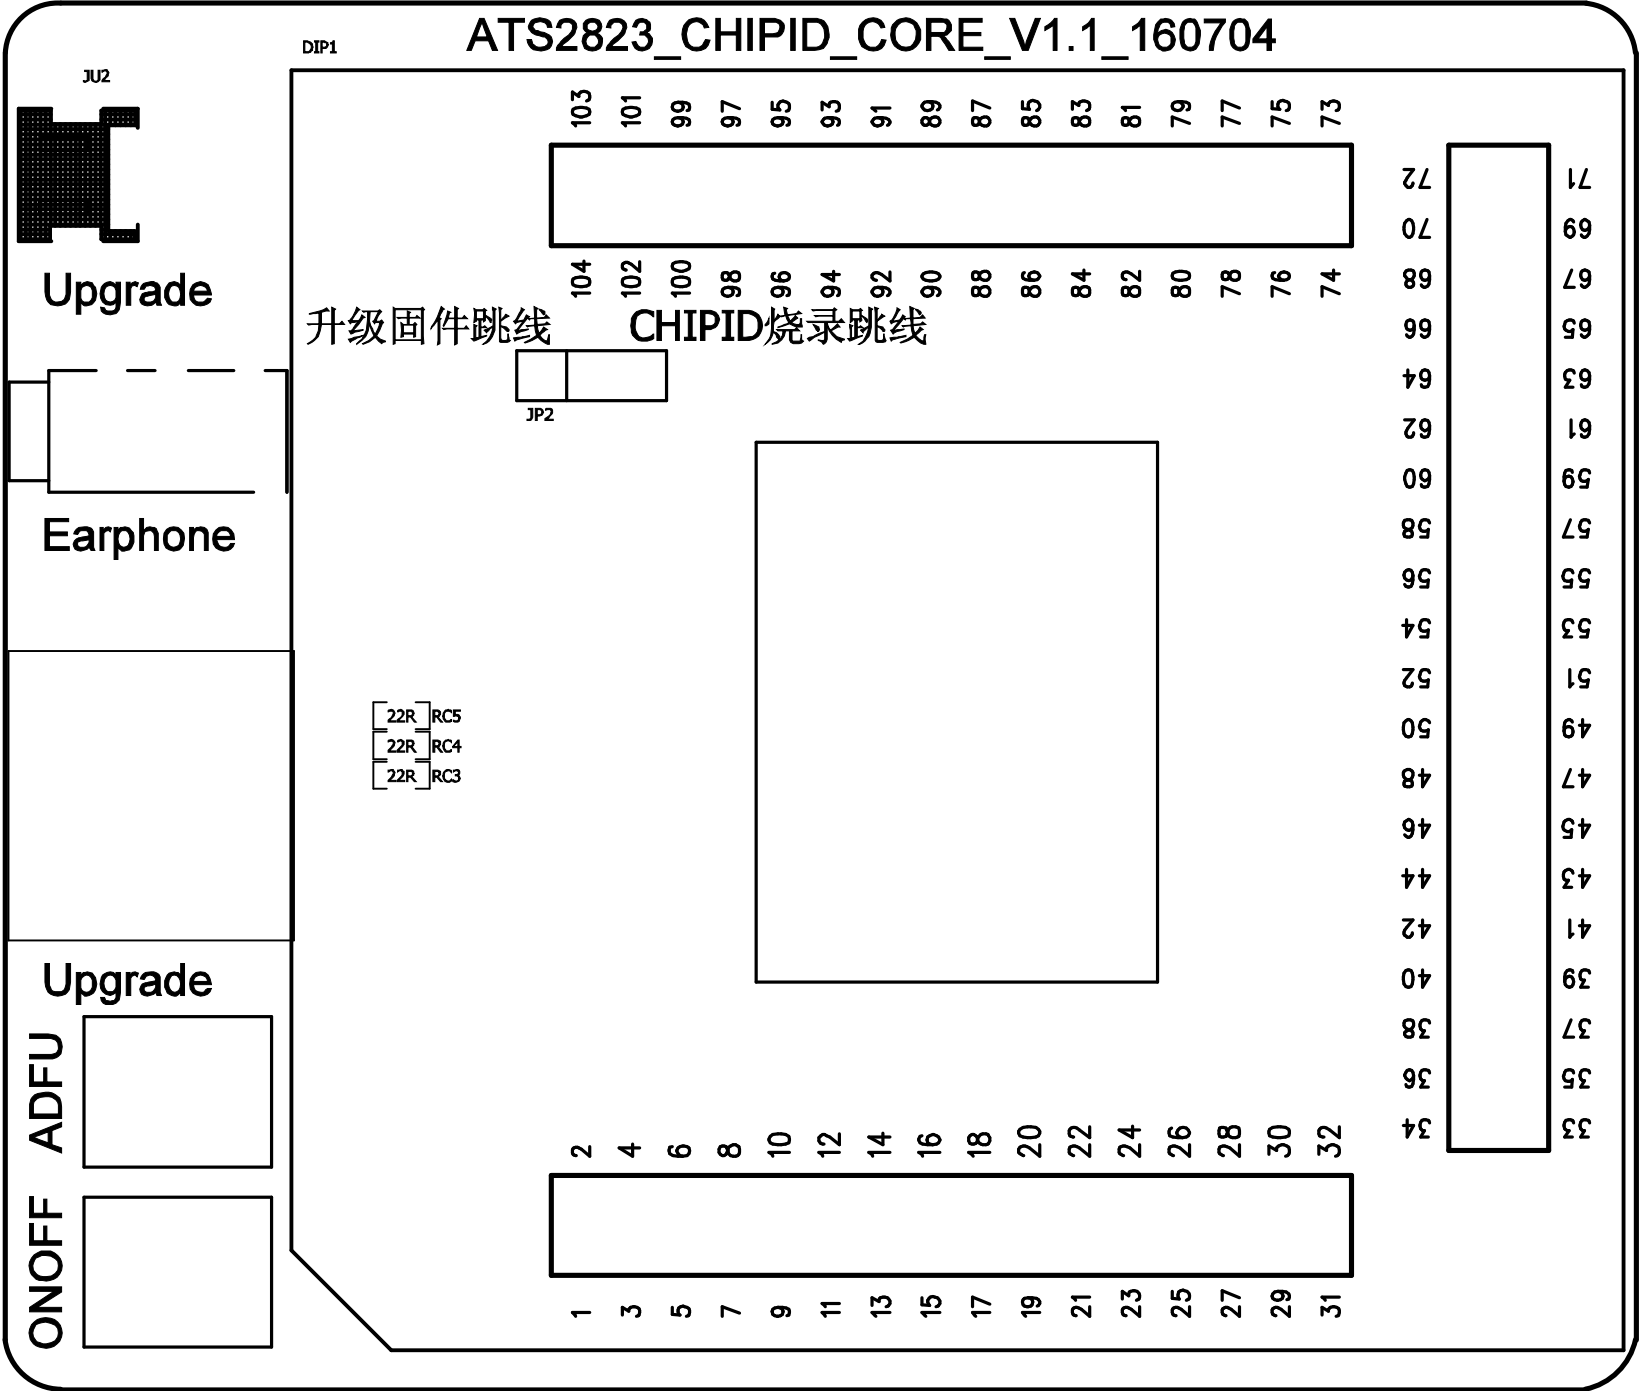 ATS2823_CHIPID_CORE_V1.1_160704
DIP1
JU2
103 101 99 97 95 93 91 89 87 85 83 81 79 77 75 73
104 102 100 98 96 94 92 90 88 86 84 82 80 78 76 74
Upgrade
升级固件跳线
CHIPID烧录跳线
JP2
Earphone
22R RC5
22R RC4
22R RC3
Upgrade
ADFU
ONOFF
72 71
70 69
68 67
66 65
64 63
62 61
60 59
58 57
56 55
54 53
52 51
50 49
48 47
46 45
44 43
42 41
40 39
38 37
36 35
34 33
2 4 6 8 10 12 14 16 18 20 22 24 26 28 30 32
1 3 5 7 9 11 13 15 17 19 21 23 25 27 29 31